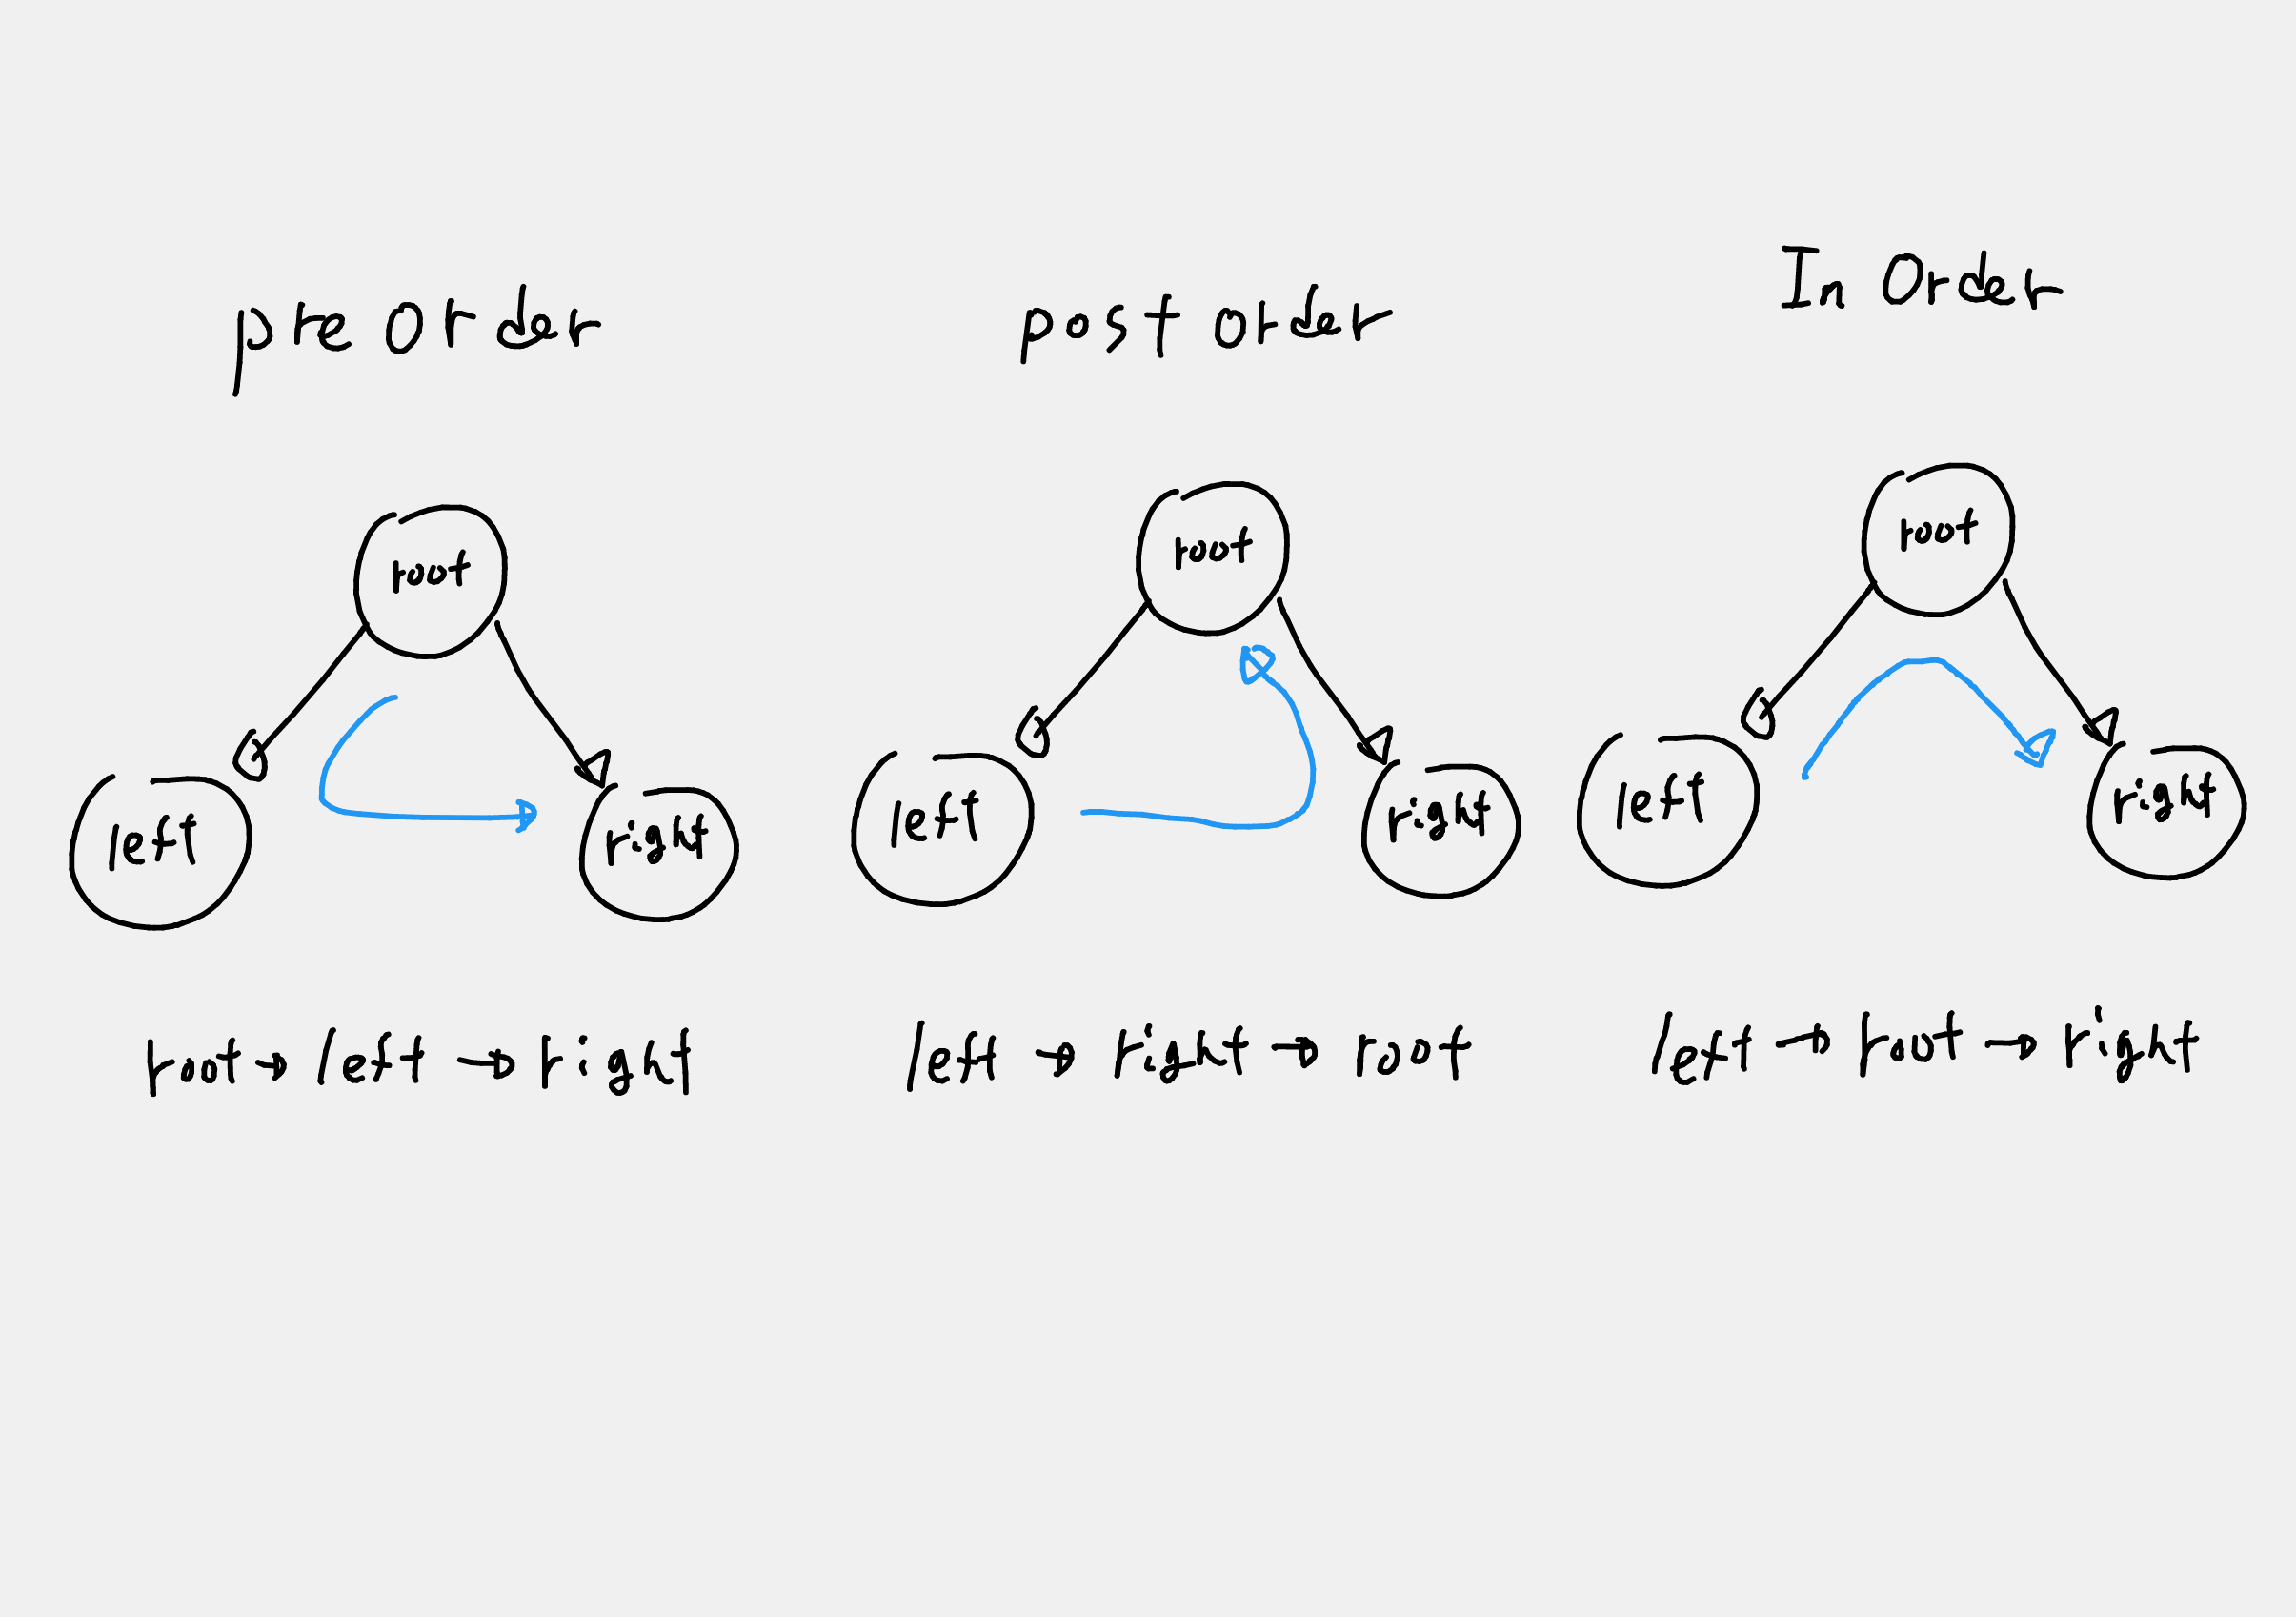 pre order
root
left
right
root → left → right
post order
root
left
right
left → right → root
In Order
root
left
right
left → root → right